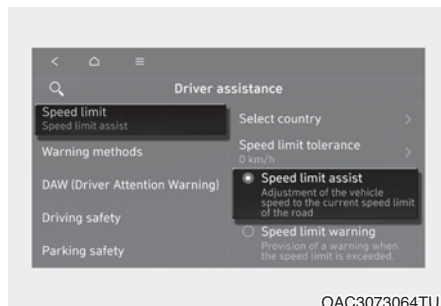 Driver assistance
Speed limit
Speed limit assist
Warning methods
DAW (Driver Attention Warning)
Driving safety
Parking safety
Select country
Speed limit tolerance
0 km/h
Speed limit assist
Adjustment of the vehicle
speed to the current speed limit
of the road
Speed limit warning
Provision of a warning when
the speed limit is exceeded.
OAC3073064TU